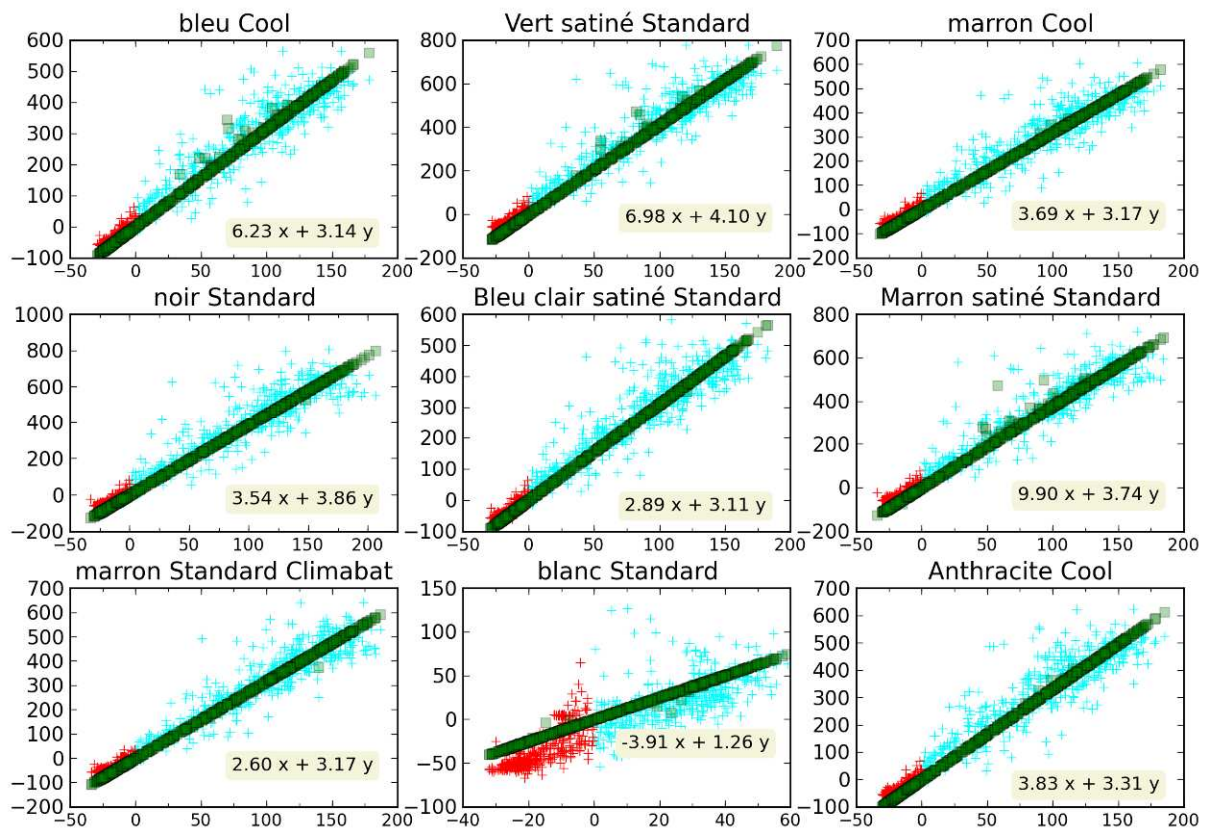 bleu Cool
600
500
400
300
200
100
0
−100
−50 0 50 100 150 200
6.23 x + 3.14 y
Vert satiné Standard
800
600
400
200
0
−200
−50 0 50 100 150 200
6.98 x + 4.10 y
marron Cool
700
600
500
400
300
200
100
0
−100
−200
−50 0 50 100 150 200
3.69 x + 3.17 y
noir Standard
1000
800
600
400
200
0
−200
−50 0 50 100 150 200
3.54 x + 3.86 y
Bleu clair satiné Standard
600
500
400
300
200
100
0
−100
−50 0 50 100 150 200
2.89 x + 3.11 y
Marron satiné Standard
800
600
400
200
0
−200
−50 0 50 100 150 200
9.90 x + 3.74 y
marron Standard Climabat
700
600
500
400
300
200
100
0
−100
−200
−50 0 50 100 150 200
2.60 x + 3.17 y
blanc Standard
150
100
50
0
−50
−100
−40 −20 0 20 40 60
-3.91 x + 1.26 y
Anthracite Cool
700
600
500
400
300
200
100
0
−100
−50 0 50 100 150 200
3.83 x + 3.31 y